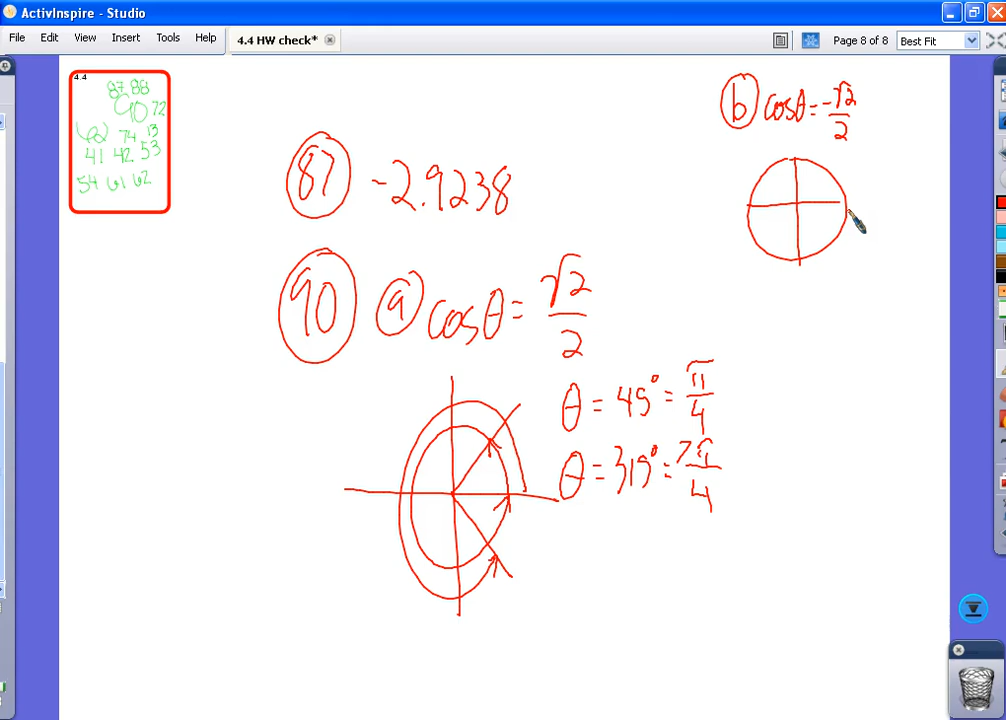 ActivInspire - Studio
File Edit View Insert Tools Help
4.4 HW check*
Page 8 of 8
Best Fit
4.4
87 88
90 72
74 13
41 42 53
54 61 62
b cosθ = -√2/2
87 -2.9238
90 a cosθ = √2/2
θ = 45° = π/4
θ = 315° = 7π/4